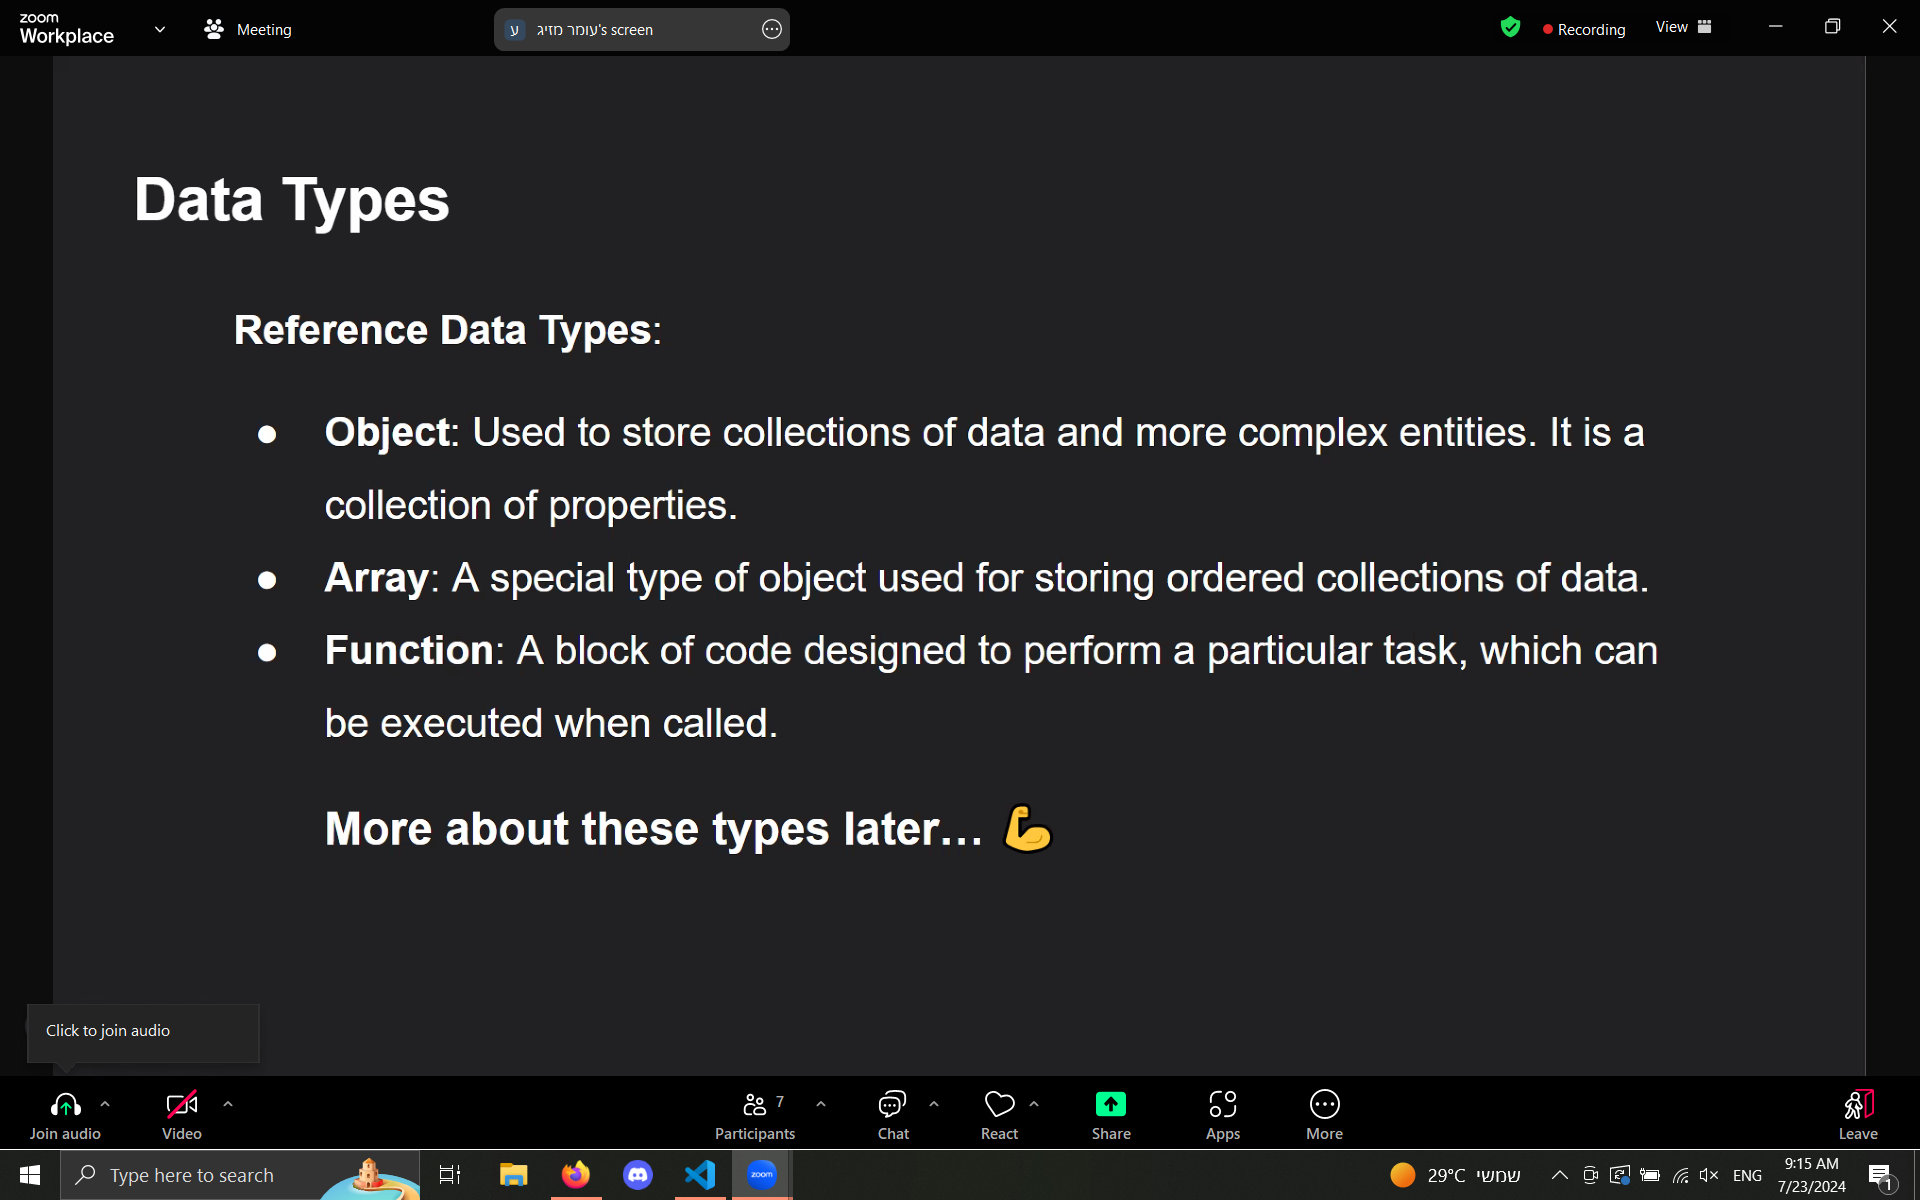 zoom
Workplace
Meeting
ע
עומר מזיג's screen
Recording
View
Data Types
Reference Data Types:
● Object: Used to store collections of data and more complex entities. It is a
collection of properties.
● Array: A special type of object used for storing ordered collections of data.
● Function: A block of code designed to perform a particular task, which can
be executed when called.
More about these types later... 💪
Click to join audio
Join audio
Video
7
Participants
Chat
React
Share
Apps
More
Leave
Type here to search
zoom
29°C שמשי
ENG
9:15 AM
7/23/2024
1